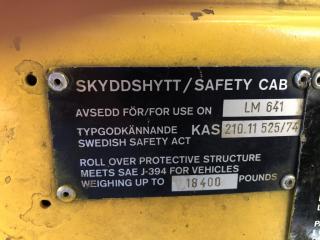 SKYDDSHYTT/SAFETY CAB
AVSEDD FÖR/FOR USE ON LM 641
TYPGODKÄNNANDE KAS 210.11 525/74
SWEDISH SAFETY ACT
ROLL OVER PROTECTIVE STRUCTURE
MEETS SAE J-394 FOR VEHICLES
WEIGHING UP TO 18400 POUNDS